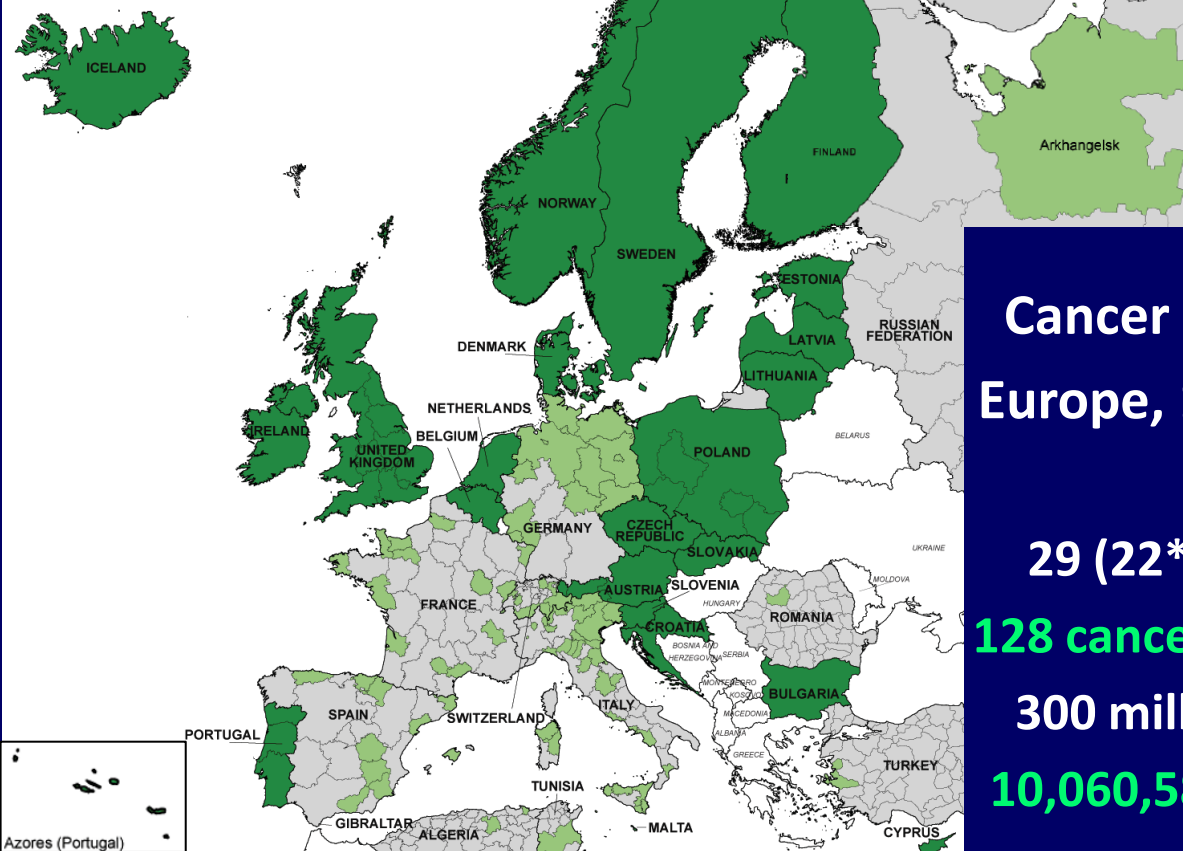 ICELAND
Arkhangelsk
FINLAND
NORWAY
SWEDEN
ESTONIA
RUSSIAN
FEDERATION
LATVIA
DENMARK
LITHUANIA
NETHERLANDS
BELGIUM
IRELAND
BELARUS
UNITED
KINGDOM
POLAND
GERMANY
CZECH
REPUBLIC
SLOVAKIA
UKRAINE
AUSTRIA
SLOVENIA
MOLDOVA
HUNGARY
FRANCE
ROMANIA
CROATIA
BOSNIA AND
HERZEGOVINA
SERBIA
MONTENEGRO
KOSOVO
BULGARIA
ITALY
SPAIN
SWITZERLAND
MACEDONIA
PORTUGAL
ALBANIA
GREECE
TURKEY
TUNISIA
GIBRALTAR
ALGERIA
MALTA
CYPRUS
Azores (Portugal)
Cancer
Europe,
29 (22*
128 cance
300 mill
10,060,58